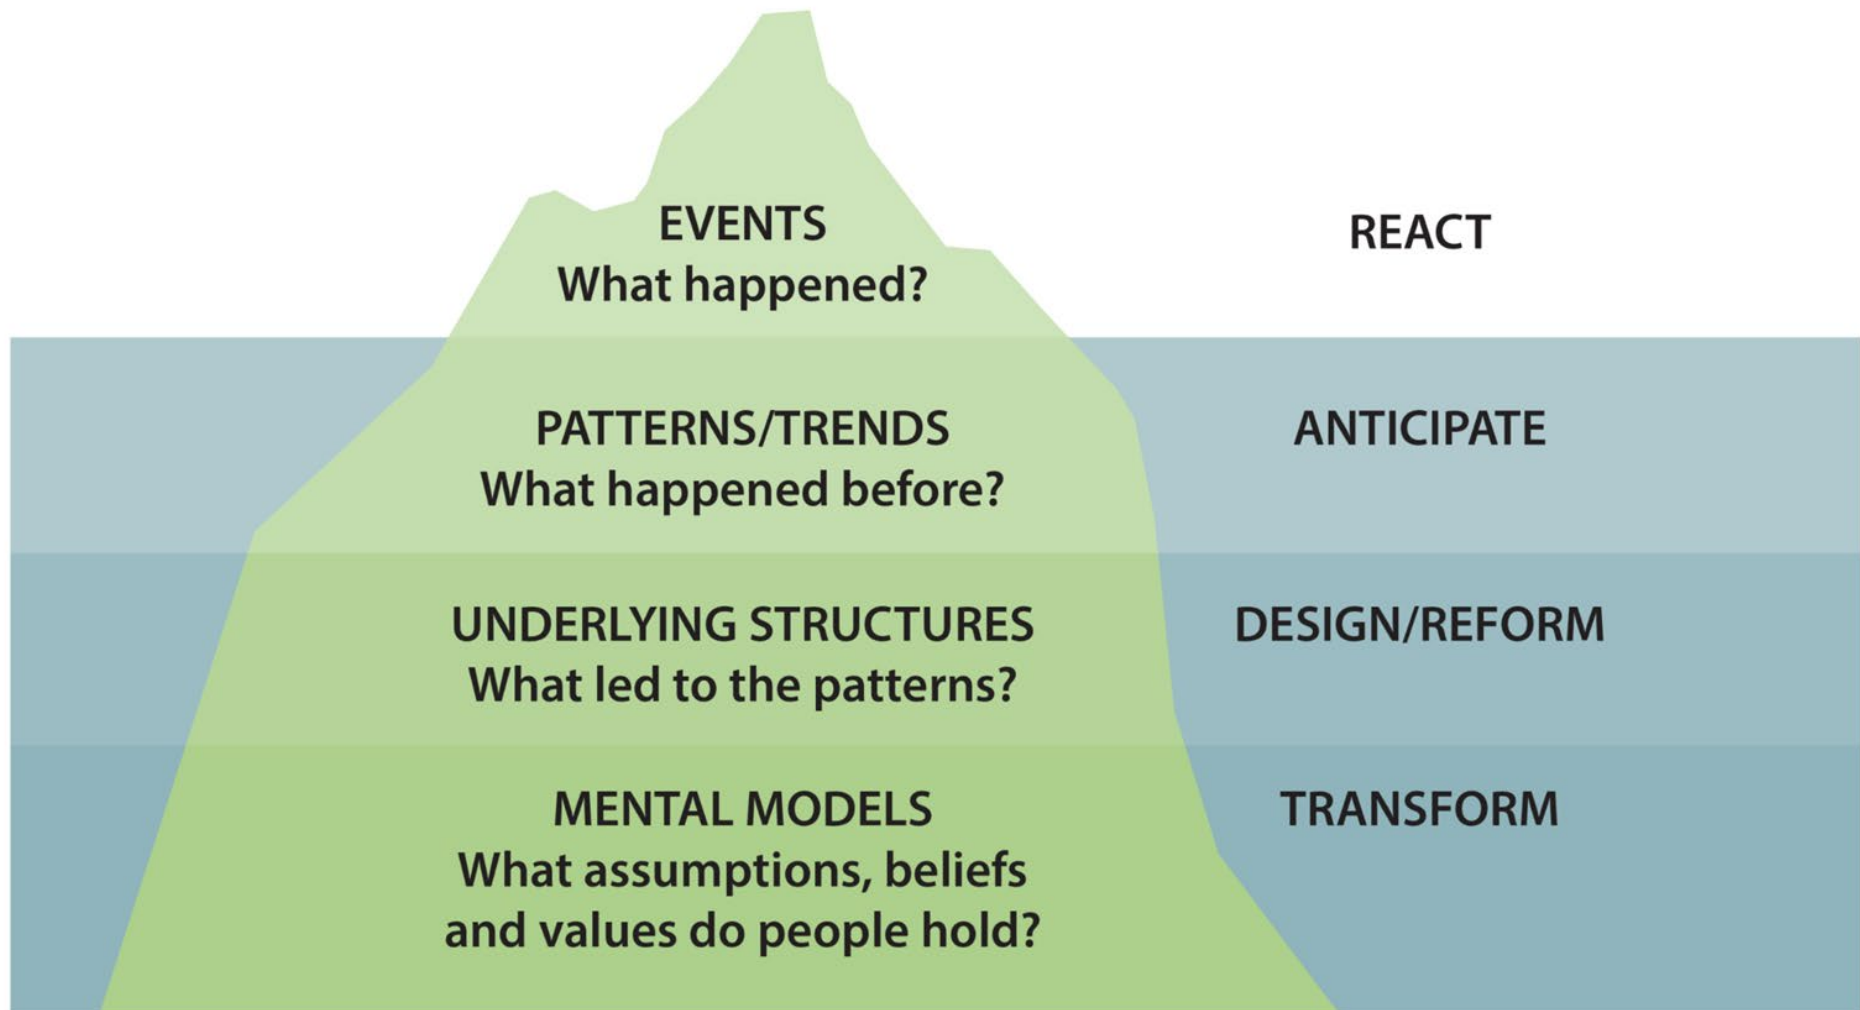 EVENTS
What happened?
REACT
PATTERNS/TRENDS
What happened before?
ANTICIPATE
UNDERLYING STRUCTURES
What led to the patterns?
DESIGN/REFORM
MENTAL MODELS
What assumptions, beliefs
and values do people hold?
TRANSFORM